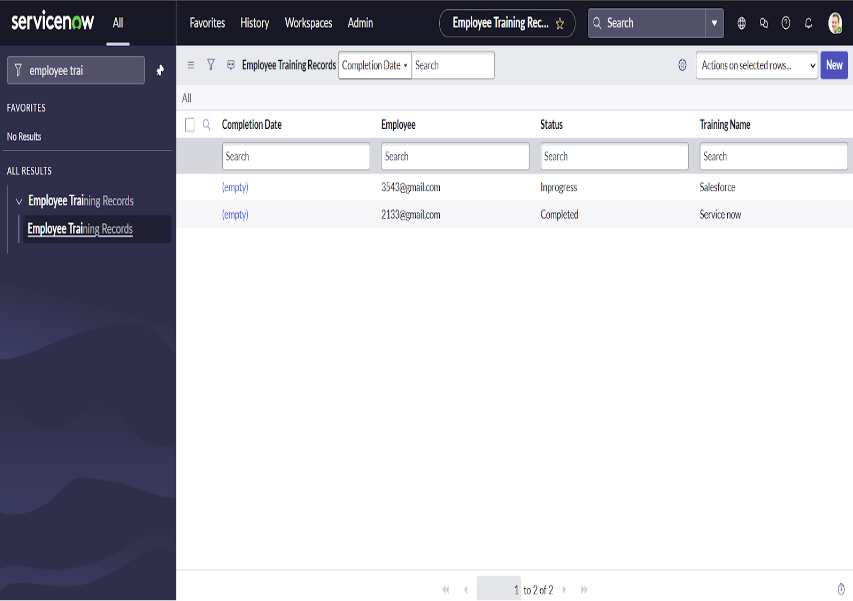 servicenow All Favorites History Workspaces Admin Employee Training Rec... Search
employee trai
FAVORITES
No Results
ALL RESULTS
Employee Training Records
Employee Training Records
Employee Training Records Completion Date Search Actions on selected rows... New
All
Completion Date Employee Status Training Name
Search Search Search Search
(empty) 3543@gmail.com Inprogress Salesforce
(empty) 2133@gmail.com Completed Service now
1 to 2 of 2